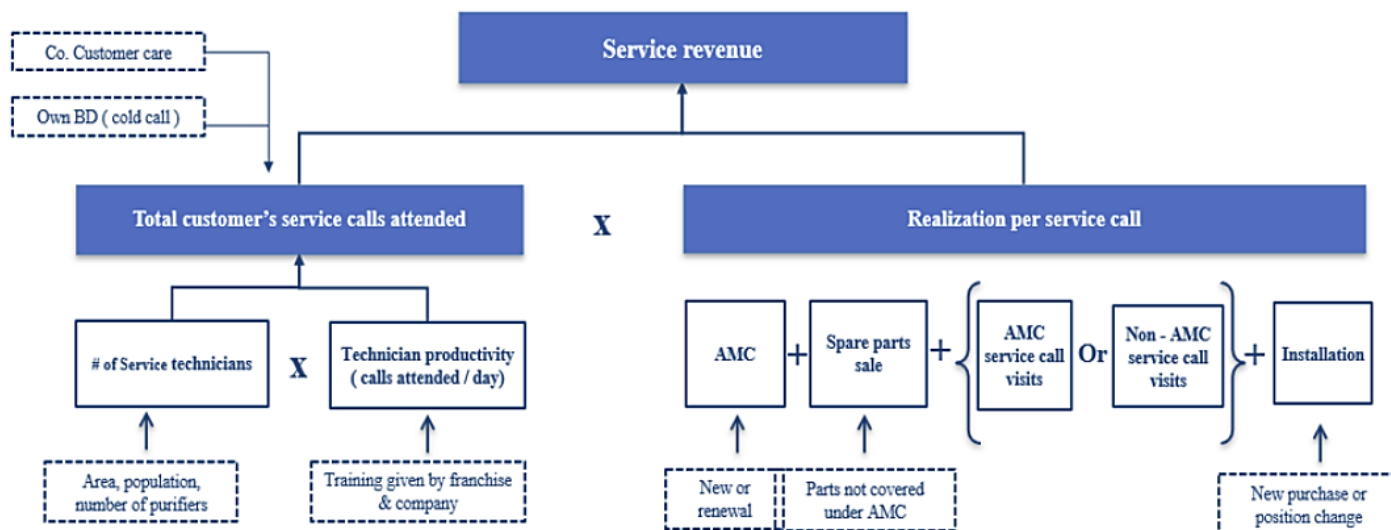 Service revenue
Co. Customer care
Own BD ( cold call )
Total customer's service calls attended
x
Realization per service call
# of Service technicians
x
Technician productivity
( calls attended / day)
AMC
+
Spare parts
sale
+
AMC
service call
visits
Or
Non - AMC
service call
visits
+
Installation
Area, population,
number of purifiers
Training given by franchise
& company
New or
renewal
Parts not covered
under AMC
New purchase or
position change